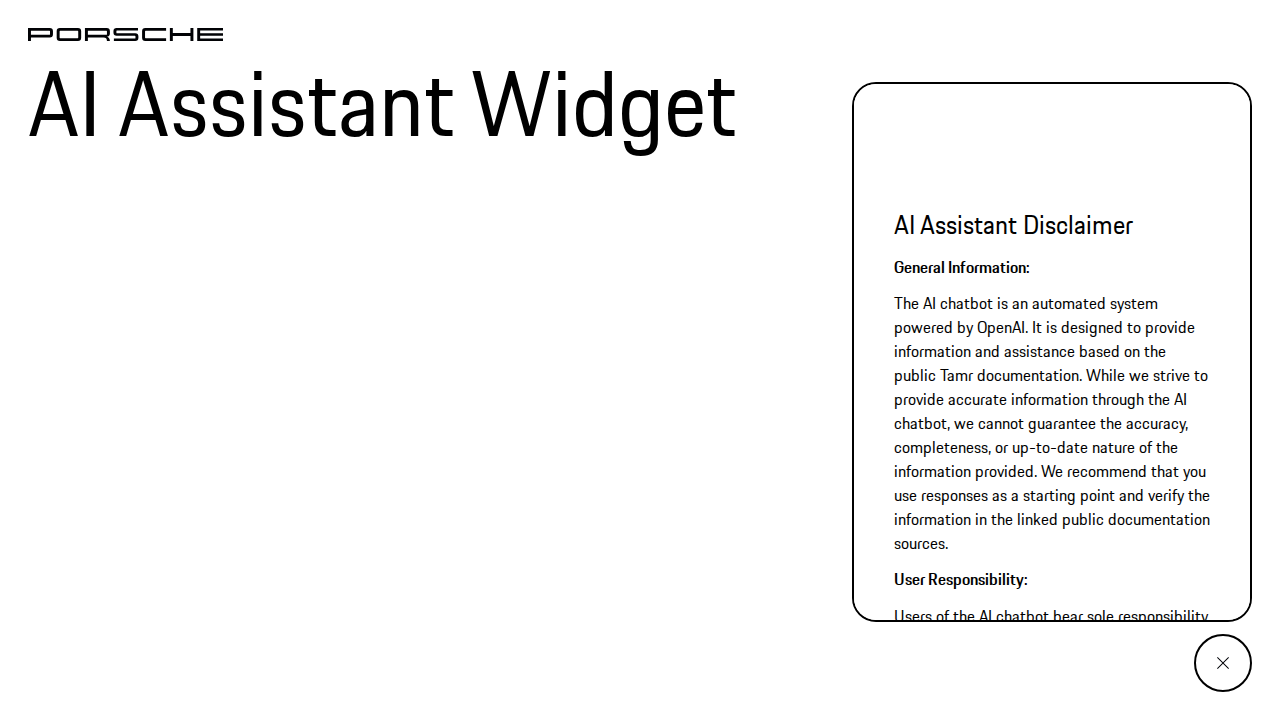 PORSCHE
AI Assistant Widget
AI Assistant Disclaimer
General Information:
The AI chatbot is an automated system
powered by OpenAI. It is designed to provide
information and assistance based on the
public Tamr documentation. While we strive to
provide accurate information through the AI
chatbot, we cannot guarantee the accuracy,
completeness, or up-to-date nature of the
information provided. We recommend that you
use responses as a starting point and verify the
information in the linked public documentation
sources.
User Responsibility:
Users of the AI chatbot bear sole responsibility